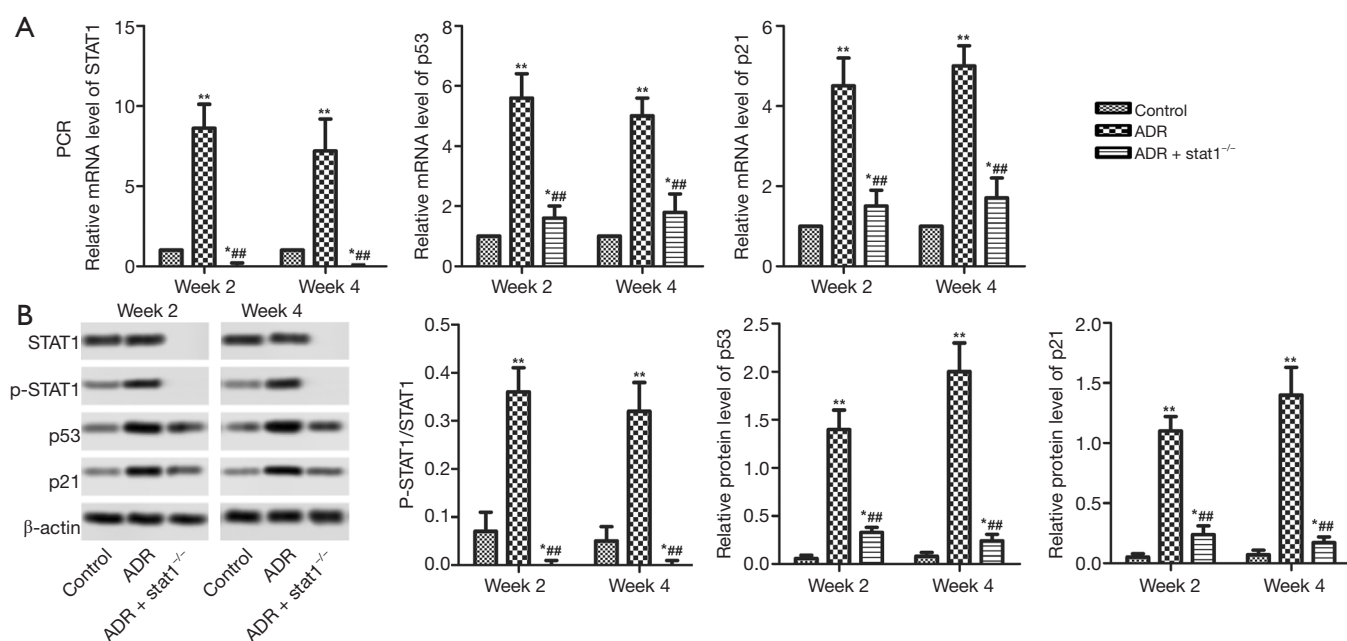 A
PCR
Relative mRNA level of STAT1
15
10
5
0
**
*##
**
*##
Week 2
Week 4
Relative mRNA level of p53
8
6
4
2
0
**
*##
**
*##
Week 2
Week 4
Relative mRNA level of p21
6
4
2
0
**
*##
**
*##
Week 2
Week 4
Control
ADR
ADR + stat1⁻/⁻
B
Week 2
Week 4
STAT1
p-STAT1
p53
p21
β-actin
Control
ADR
ADR + stat1⁻/⁻
Control
ADR
ADR + stat1⁻/⁻
P-STAT1/STAT1
0.5
0.4
0.3
0.2
0.1
0.0
**
*##
**
*##
Week 2
Week 4
Relative protein level of p53
2.5
2.0
1.5
1.0
0.5
0.0
**
*##
**
*##
Week 2
Week 4
Relative protein level of p21
2.0
1.5
1.0
0.5
0.0
**
*##
**
*##
Week 2
Week 4